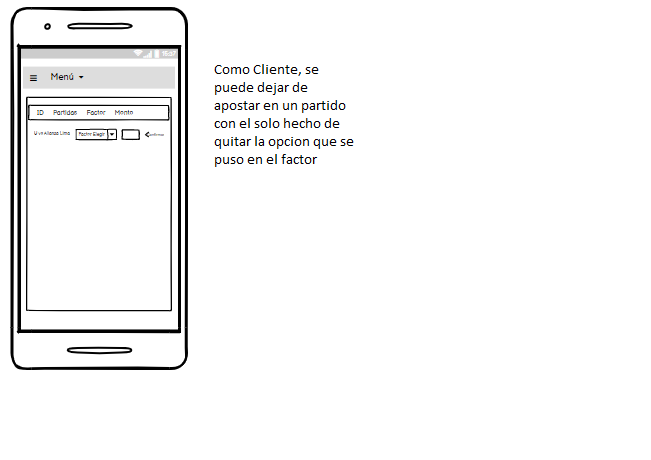 Menú
ID Partidos Factor Monto
U vs Alianza Lima Factor Elegir Confirmar
Como Cliente, se
puede dejar de
apostar en un partido
con el solo hecho de
quitar la opcion que se
puso en el factor